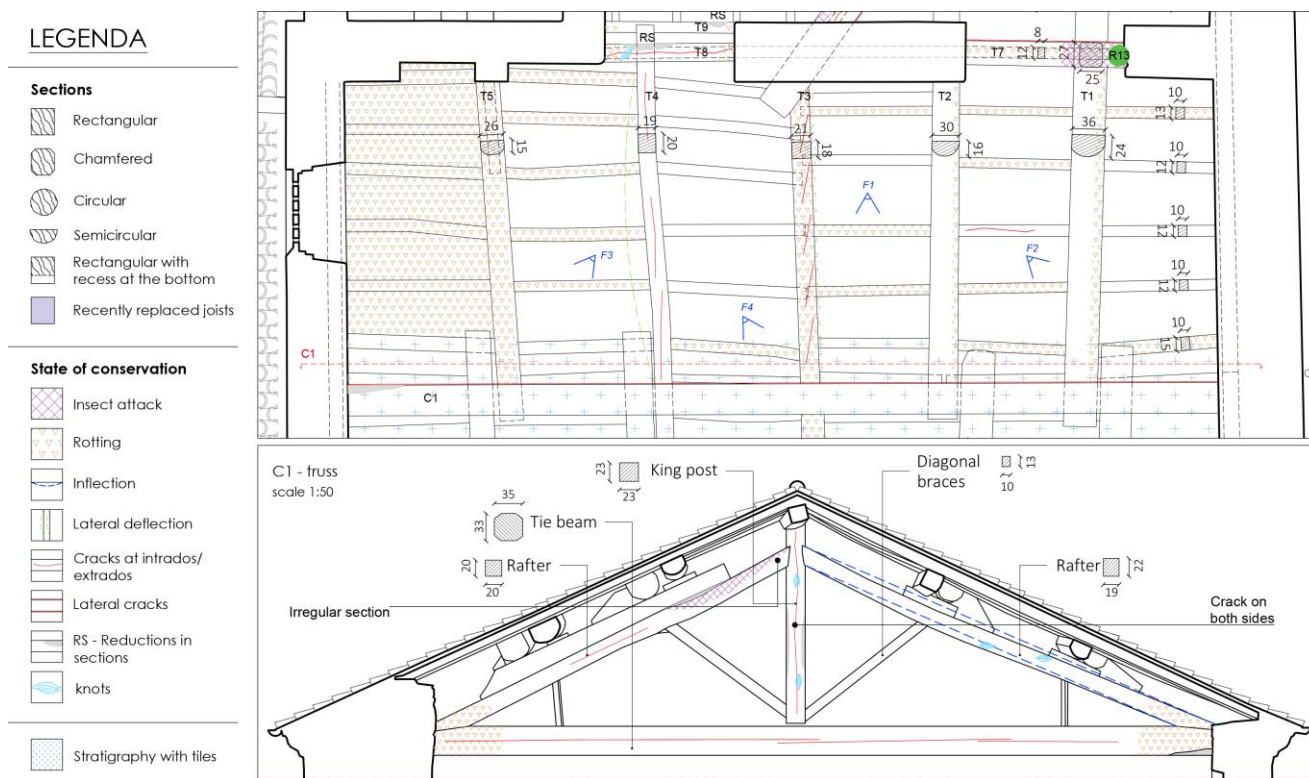 LEGENDA
Sections
Rectangular
Chamfered
Circular
Semicircular
Rectangular with
recess at the bottom
Recently replaced joists
State of conservation
Insect attack
Rotting
Inflection
Lateral deflection
Cracks at intrados/
extrados
Lateral cracks
RS - Reductions in
sections
knots
Stratigraphy with tiles
RS
T9
RS
T8
8
T7
12
27
R13
25
T5
T4
T3
T2
T1
26
19
21
30
36
15
20
18
16
24
10
13
10
12
10
12
10
12
10
15
F1
F2
F3
F4
C1
C1
C1 - truss
scale 1:50
23
King post
23
Diagonal
braces
13
10
35
33
Tie beam
20
Rafter
20
Rafter
22
19
Irregular section
Crack on
both sides